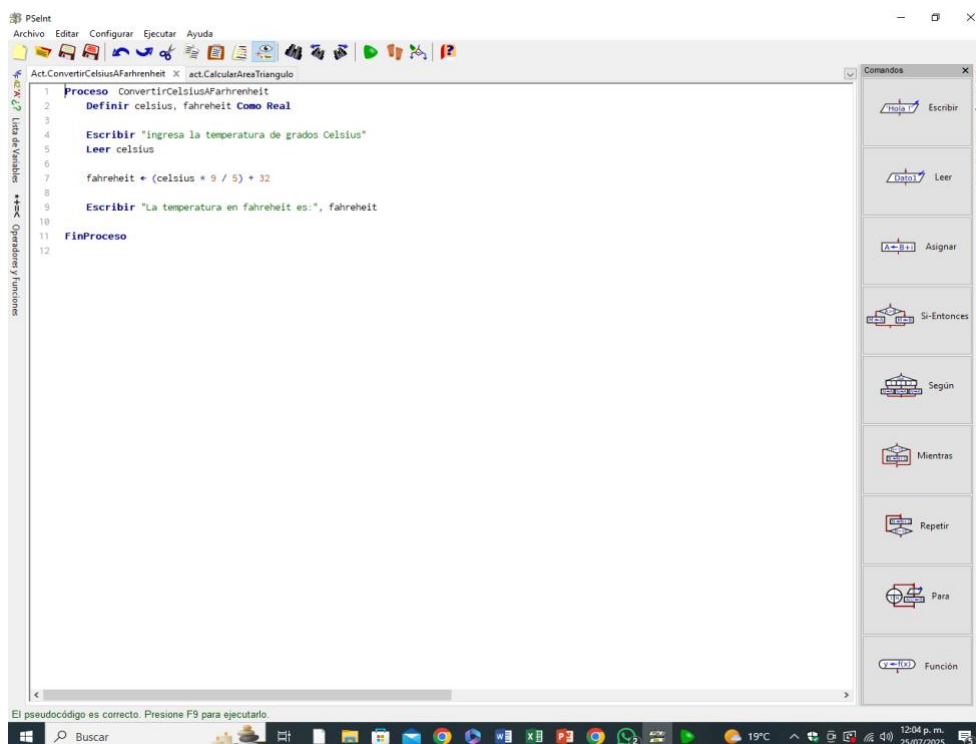 PSeInt
Archivo Editar Configurar Ejecutar Ayuda
Act.ConvertirCelsiusAFarhrenheit X act.CalcularAreaTriangulo
Comandos X
Lista de Variables
Operadores y Funciones
1 Proceso ConvertirCelsiusAFarhrenheit
2 Definir celsius, fahreheit Como Real
3
4 Escribir "ingresa la temperatura de grados Celsius"
5 Leer celsius
6
7 fahreheit ← (celsius * 9 / 5) + 32
8
9 Escribir "La temperatura en fahreheit es:", fahreheit
10
11 FinProceso
12
Escribir
Leer
Asignar
Si-Entonces
Según
Mientras
Repetir
Para
Función
El pseudocódigo es correcto. Presione F9 para ejecutarlo.
Buscar
19°C
12:04 p. m.
25/07/2025